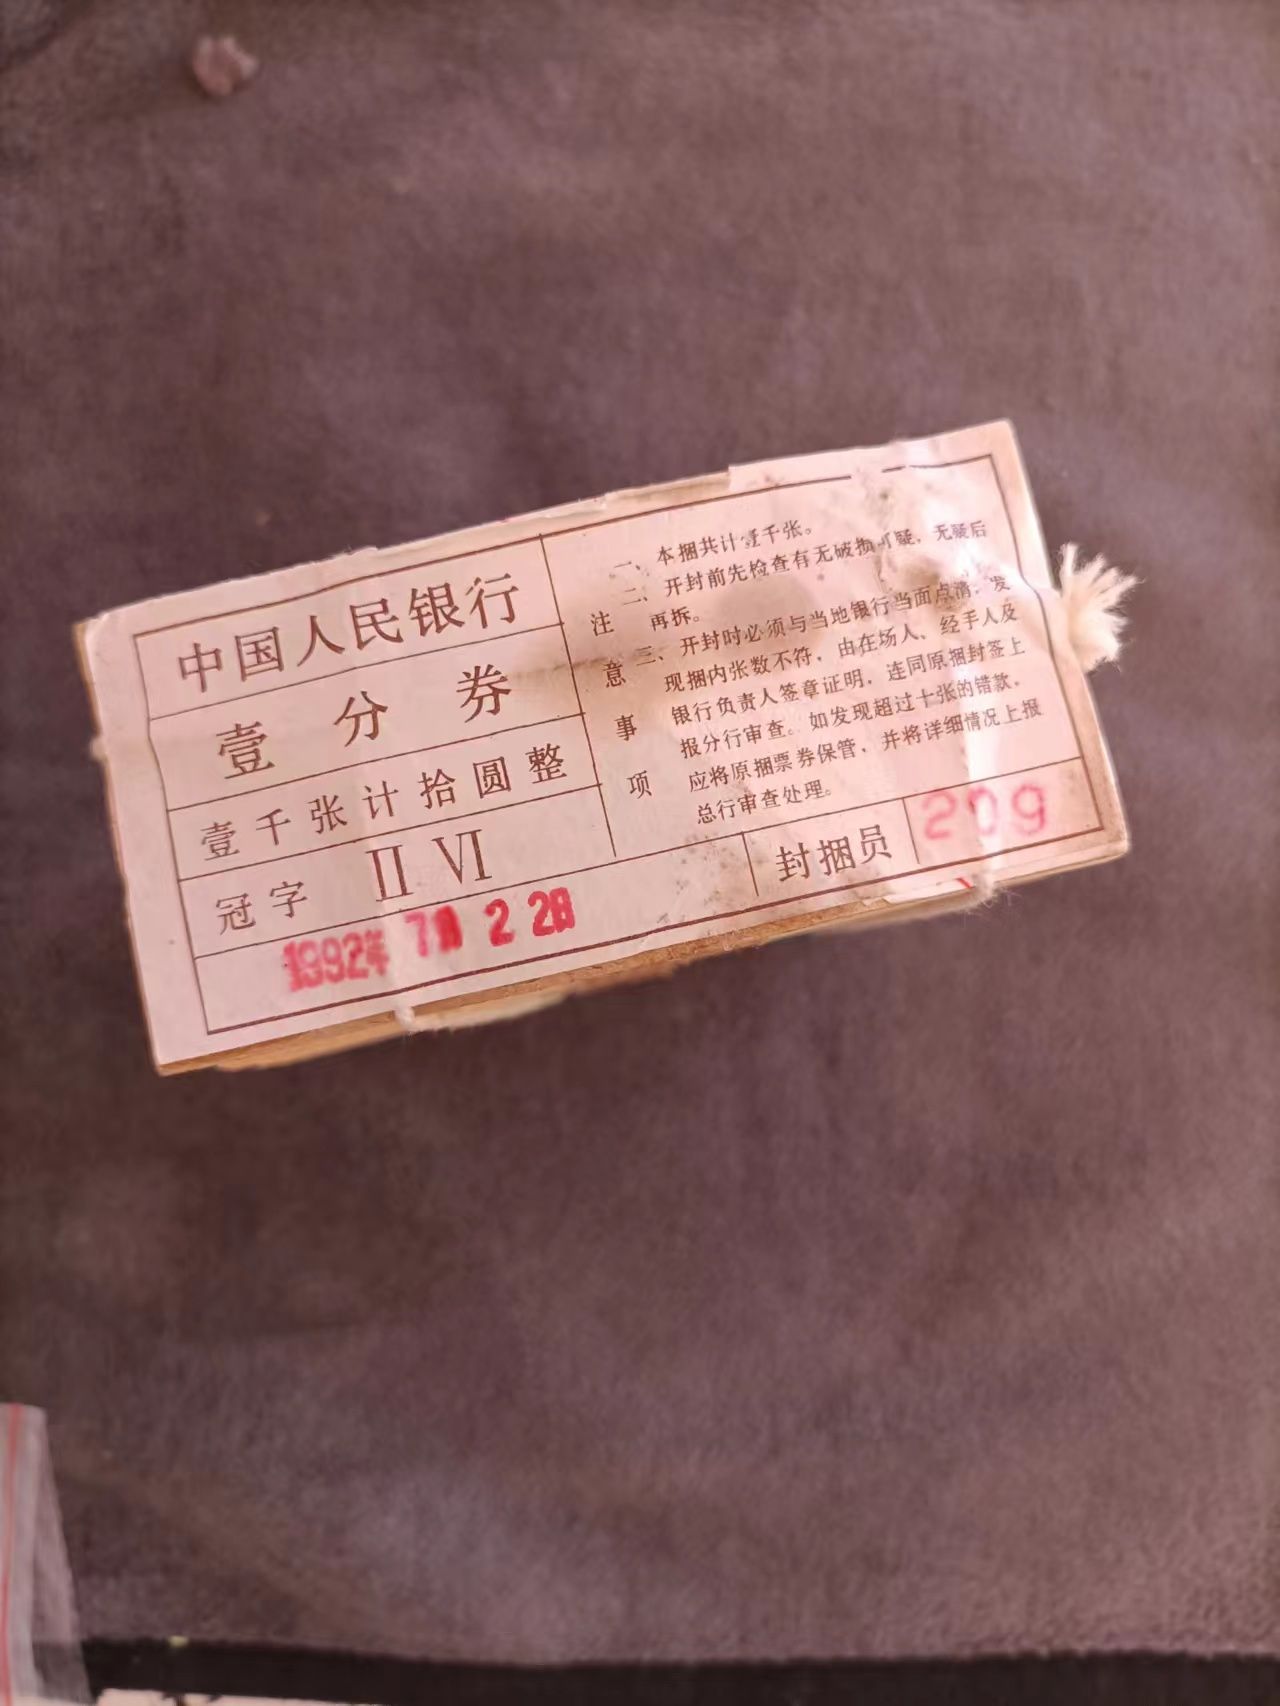 中国人民银行
壹分券
壹千张计拾圆整
冠字 ⅡⅥ
1992年 7月 2 2日
注意事项
一、本捆共计壹千张。
二、开封前先检查有无破损可疑，无疑后
再拆。
三、开封时必须与当地银行当面点清，发
现捆内张数不符，由在场人、经手人及
银行负责人签章证明，连同原捆封签上
报分行审查。如发现超过十张的错款，
应将原捆票券保管，并将详细情况上报
总行审查处理。
封捆员 209